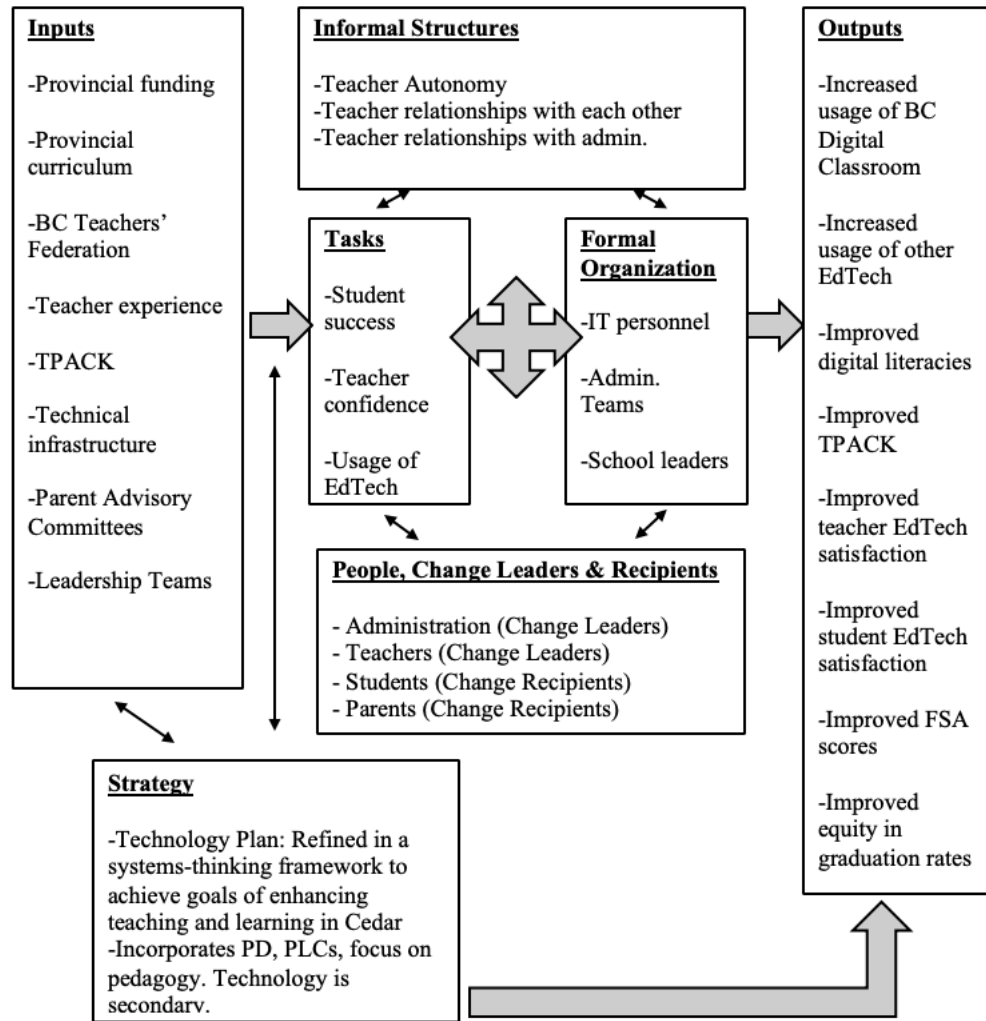 Inputs
-Provincial funding
-Provincial
curriculum
-BC Teachers’
Federation
-Teacher experience
-TPACK
-Technical
infrastructure
-Parent Advisory
Committees
-Leadership Teams
Informal Structures
-Teacher Autonomy
-Teacher relationships with each other
-Teacher relationships with admin.
Tasks
-Student
success
-Teacher
confidence
-Usage of
EdTech
Formal
Organization
-IT personnel
-Admin.
Teams
-School leaders
People, Change Leaders & Recipients
- Administration (Change Leaders)
- Teachers (Change Leaders)
- Students (Change Recipients)
- Parents (Change Recipients)
Strategy
-Technology Plan: Refined in a
systems-thinking framework to
achieve goals of enhancing
teaching and learning in Cedar
-Incorporates PD, PLCs, focus on
pedagogy. Technology is
secondary.
Outputs
-Increased
usage of BC
Digital
Classroom
-Increased
usage of other
EdTech
-Improved
digital literacies
-Improved
TPACK
-Improved
teacher EdTech
satisfaction
-Improved
student EdTech
satisfaction
-Improved FSA
scores
-Improved
equity in
graduation rates